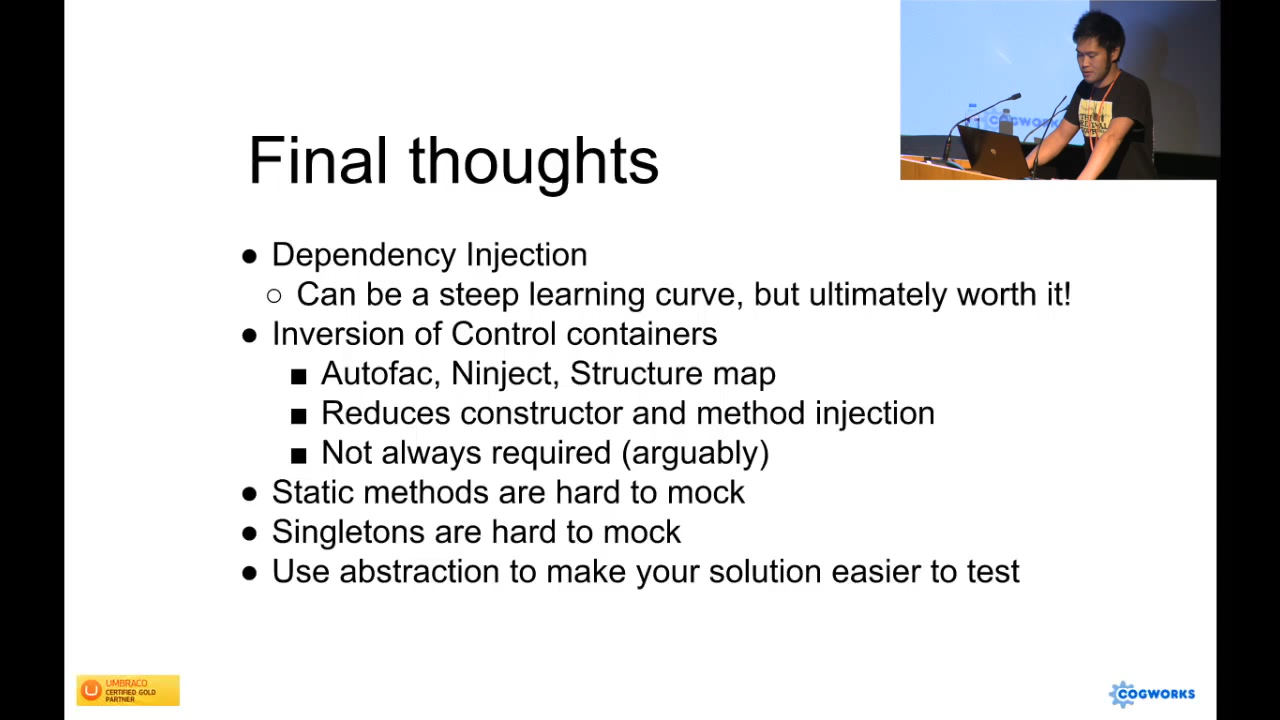 Final thoughts
● Dependency Injection
○ Can be a steep learning curve, but ultimately worth it!
● Inversion of Control containers
■ Autofac, Ninject, Structure map
■ Reduces constructor and method injection
■ Not always required (arguably)
● Static methods are hard to mock
● Singletons are hard to mock
● Use abstraction to make your solution easier to test
COGWORK
UMBRACO
CERTIFIED GOLD
PARTNER
COGWORKS